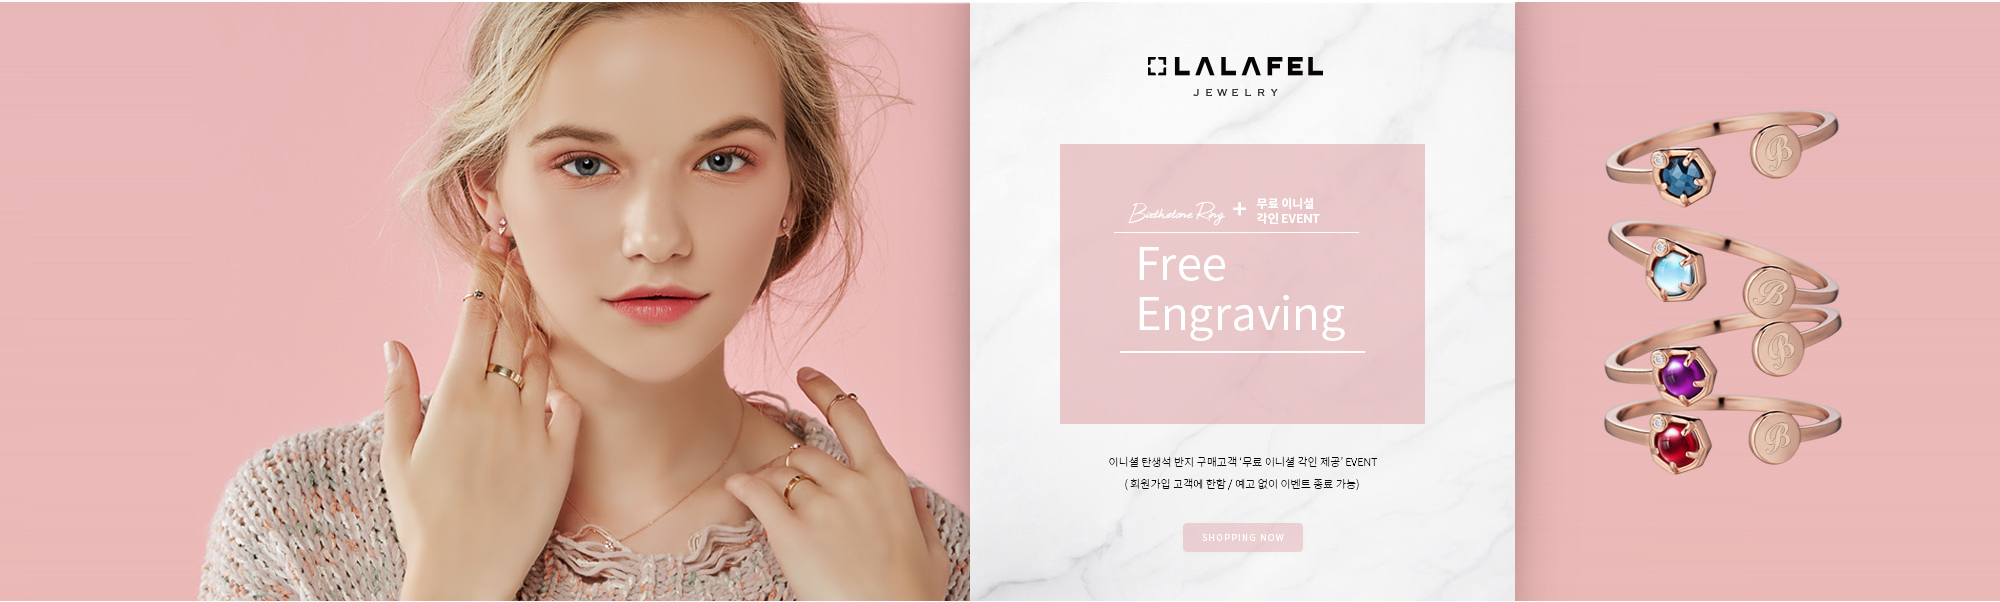 LALAFEL
JEWELRY
Birthstone Ring + 무료 이니셜
각인 EVENT
Free
Engraving
이니셜 탄생석 반지 구매고객 '무료 이니셜 각인 제공' EVENT
( 회원가입 고객에 한함 / 예고 없이 이벤트 종료 가능)
SHOPPING NOW
B
B
B
B